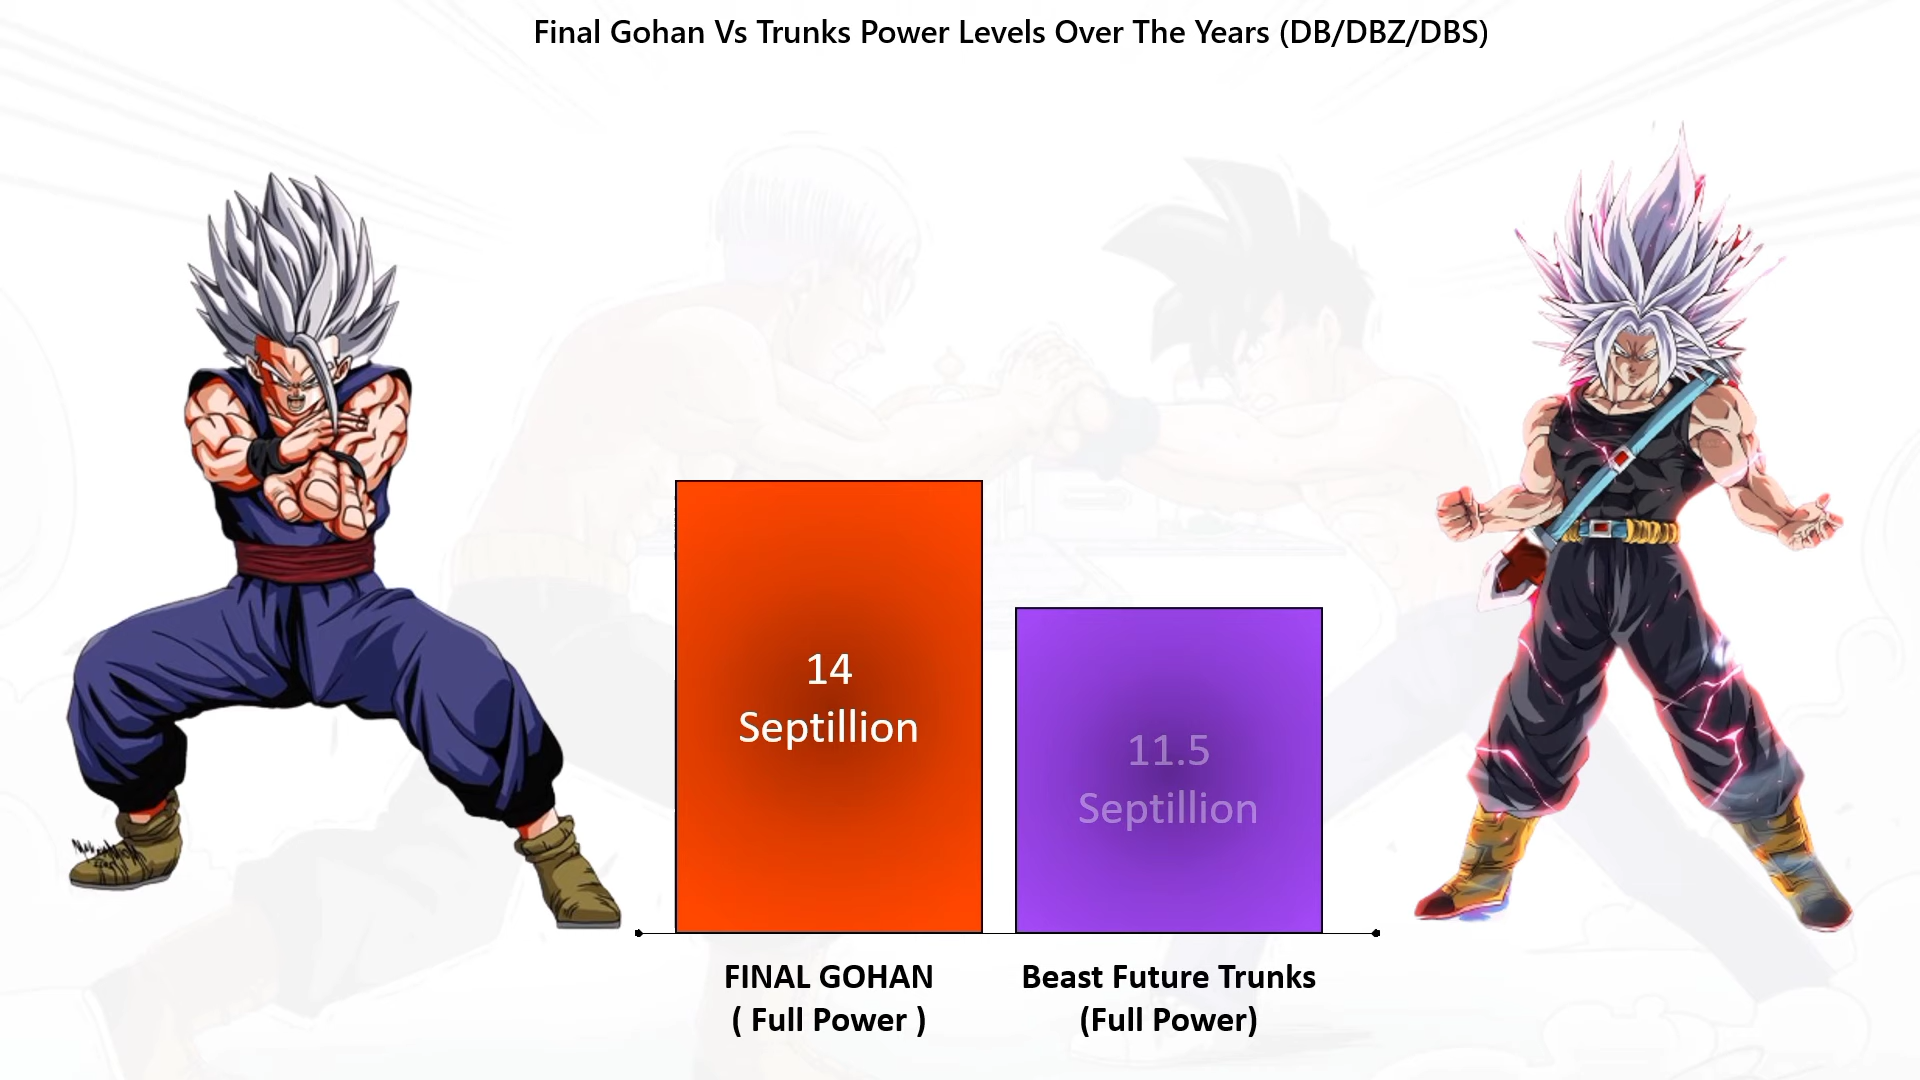 Final Gohan Vs Trunks Power Levels Over The Years (DB/DBZ/DBS)
14
Septillion
11.5
Septillion
FINAL GOHAN
( Full Power )
Beast Future Trunks
(Full Power)